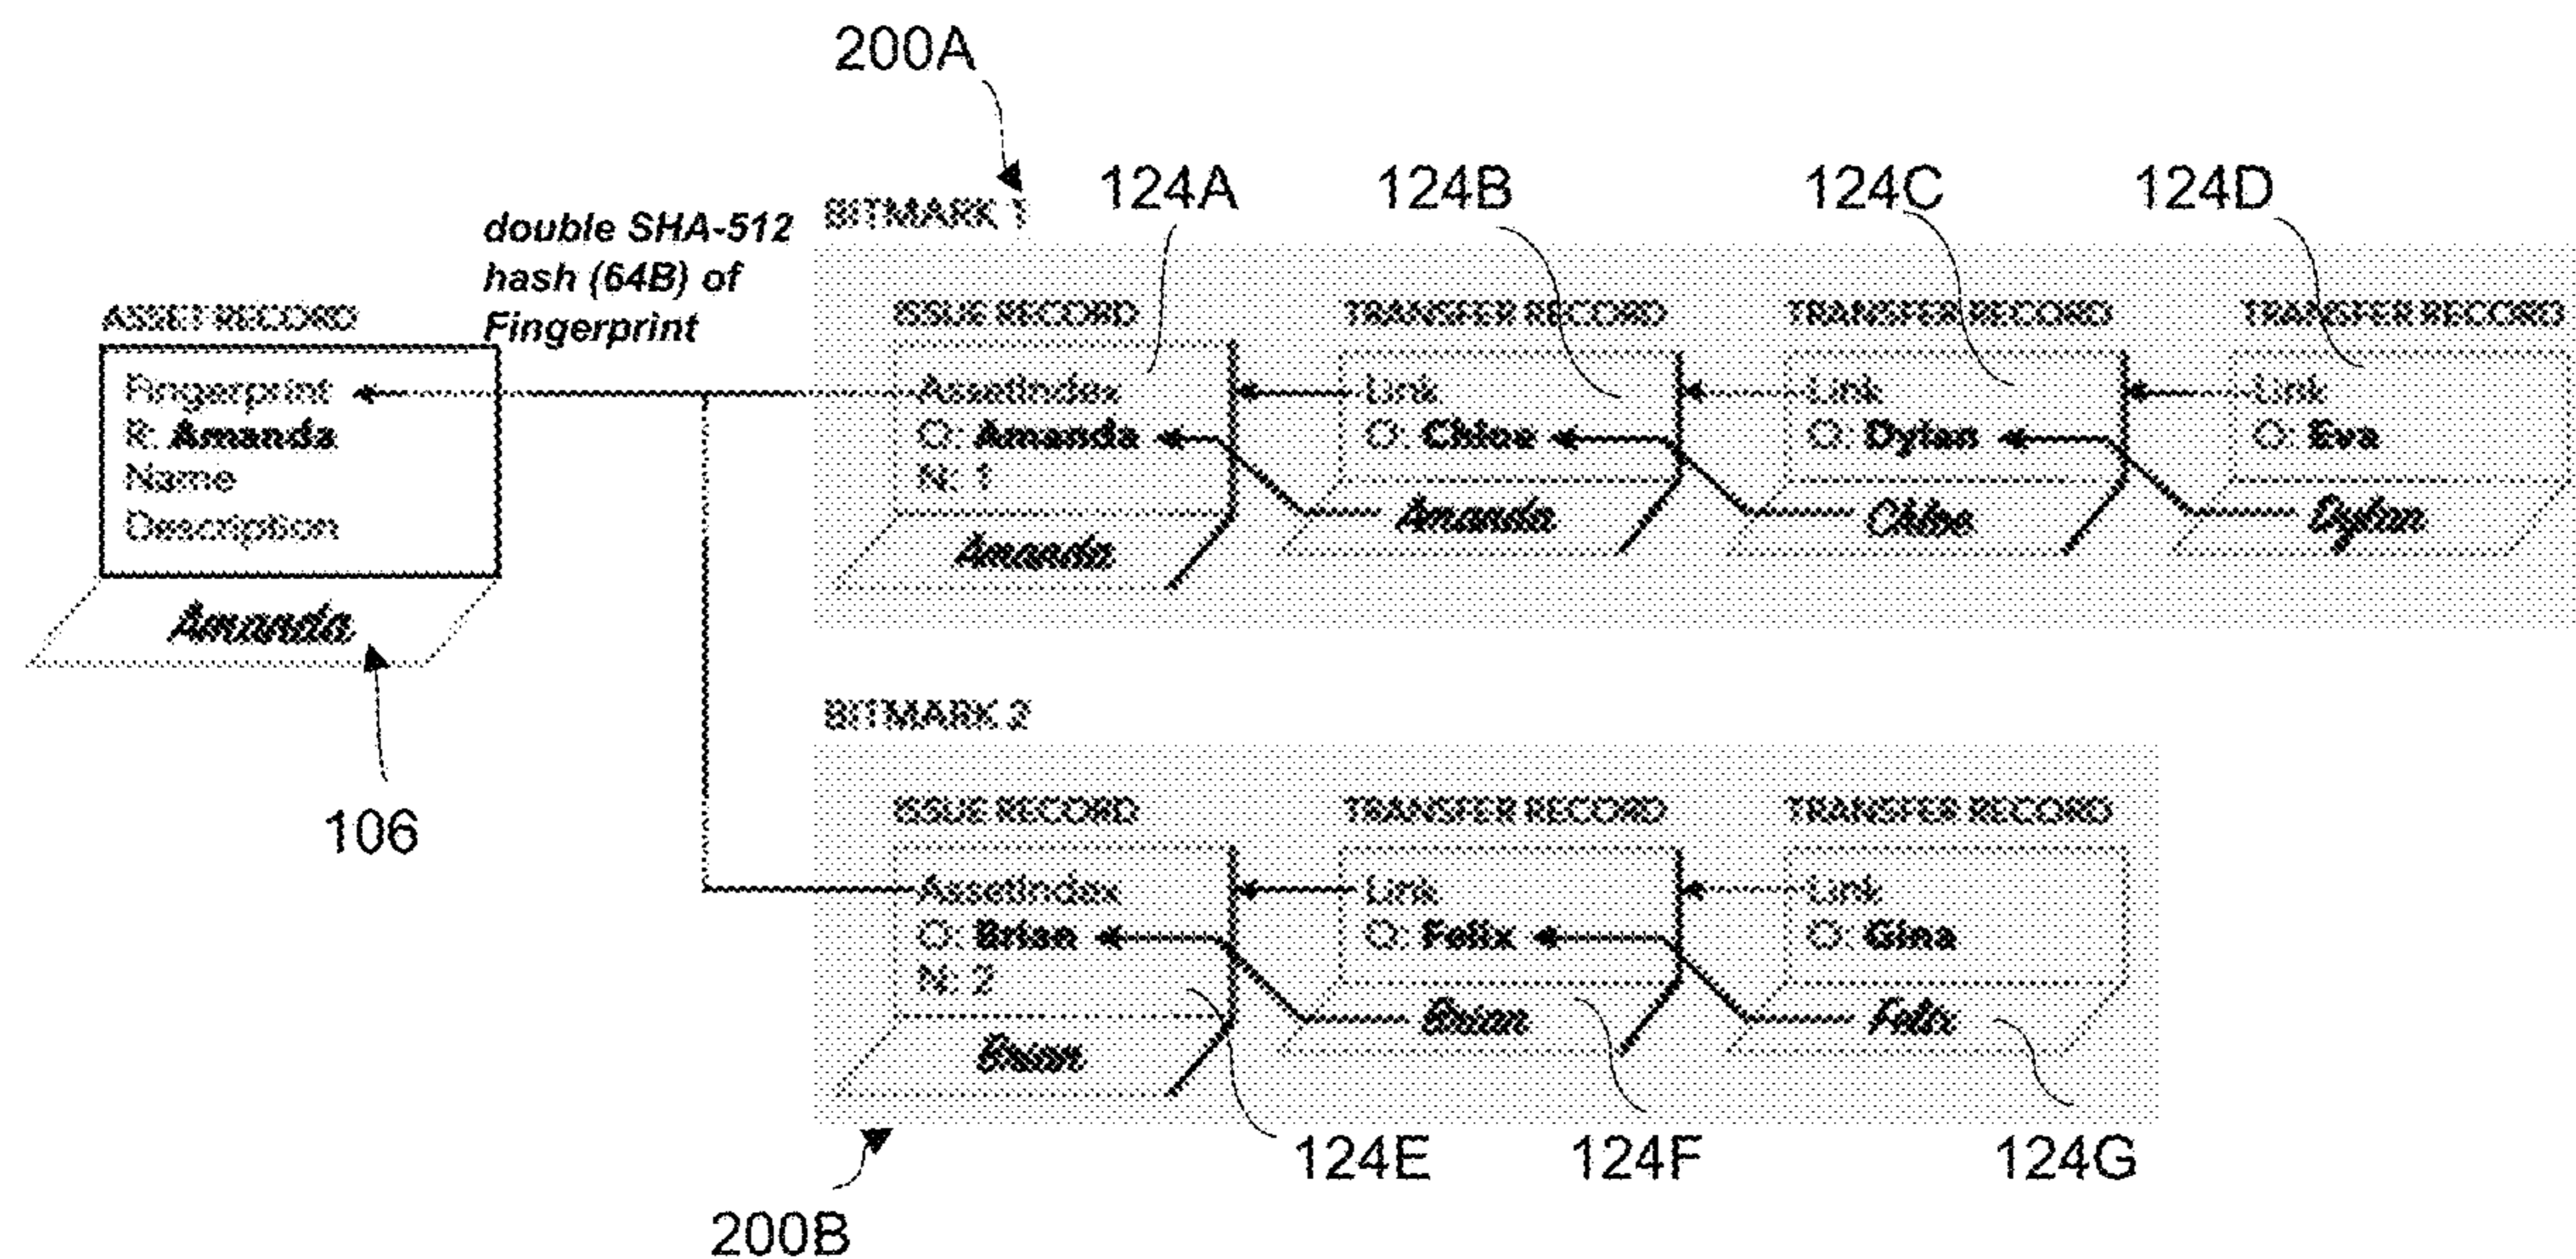 200A
BITMARK 1
124A
124B
124C
124D
double SHA-512
hash (64B) of
Fingerprint
ASSET RECORD
Fingerprint
R: Amanda
Name
Description
Amanda
106
ISSUE RECORD
AssetIndex
O: Amanda
N: 1
Amanda
TRANSFER RECORD
Link
O: Chloe
Amanda
TRANSFER RECORD
Link
O: Dylan
Chloe
TRANSFER RECORD
Link
O: Eva
Dylan
BITMARK 2
ISSUE RECORD
AssetIndex
O: Brian
N: 2
Brian
TRANSFER RECORD
Link
O: Felix
Brian
TRANSFER RECORD
Link
O: Gina
Felix
124E
124F
124G
200B